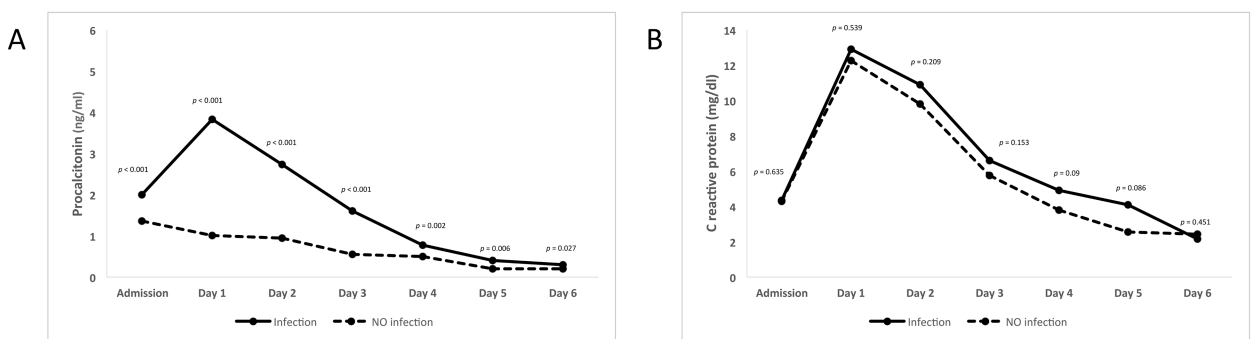 A
Procalcitonin (ng/ml)
6
5
4
3
2
1
0
p < 0.001
p < 0.001
p < 0.001
p < 0.001
p = 0.002
p = 0.006
p = 0.027
Admission Day 1 Day 2 Day 3 Day 4 Day 5 Day 6
Infection NO infection
B
C reactive protein (mg/dl)
14
12
10
8
6
4
2
0
p = 0.635
p = 0.539
p = 0.209
p = 0.153
p = 0.09
p = 0.086
p = 0.451
Admission Day 1 Day 2 Day 3 Day 4 Day 5 Day 6
Infection NO infection